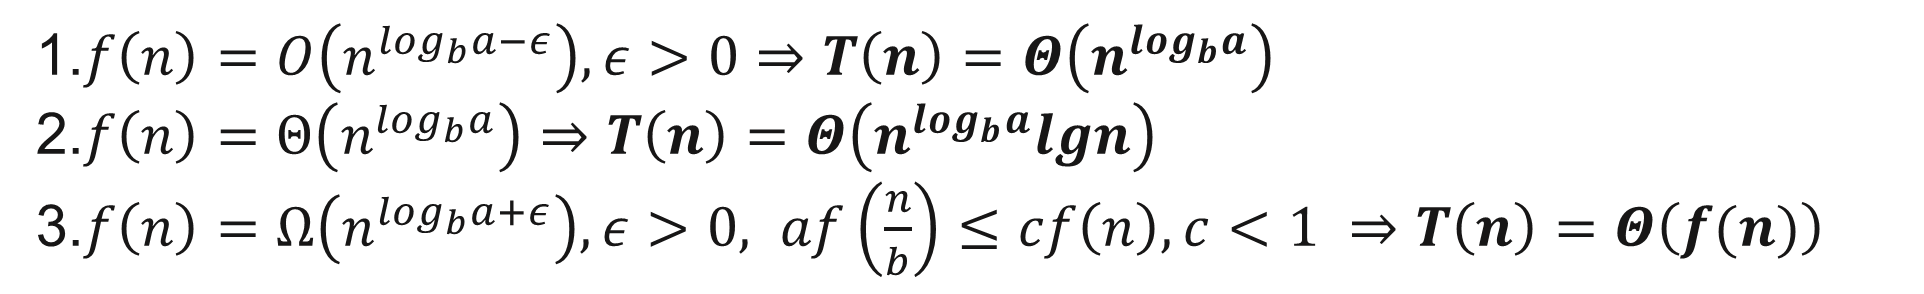 1.f(n) = O(n^{log_b a−ϵ}), ϵ > 0 ⇒ T(n) = Θ(n^{log_b a})
2.f(n) = Θ(n^{log_b a}) ⇒ T(n) = Θ(n^{log_b a} lgn)
3.f(n) = Ω(n^{log_b a+ϵ}), ϵ > 0, af(n/b) ≤ cf(n), c < 1 ⇒ T(n) = Θ(f(n))